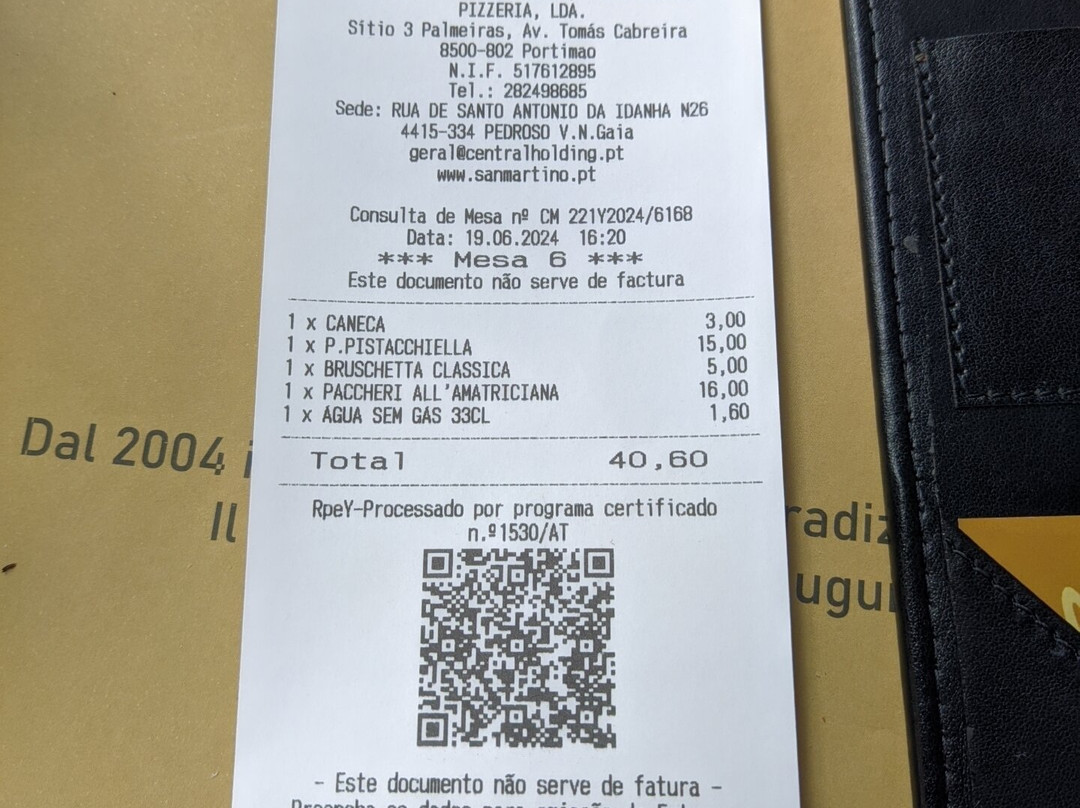 PIZZERIA, LDA.
Sítio 3 Palmeiras, Av. Tomás Cabreira
8500-802 Portimao
N.I.F. 517612895
Tel.: 282498685
Sede: RUA DE SANTO ANTONIO DA IDANHA N26
4415-334 PEDROSO V.N.Gaia
geral@centralholding.pt
www.sanmartino.pt
Consulta de Mesa nº CM 221Y2024/6168
Data: 19.06.2024 16:20
*** Mesa 6 ***
Este documento não serve de factura
1 x CANECA 3,00
1 x P.PISTACCHIELLA 15,00
1 x BRUSCHETTA CLASSICA 5,00
1 x PACCHERI ALL'AMATRICIANA 16,00
1 x ÁGUA SEM GÁS 33CL 1,60
Total 40,60
RpeY-Processado por programa certificado
n.º1530/AT
- Este documento não serve de fatura -
Dal 2004 i
Il
radiz
ugur